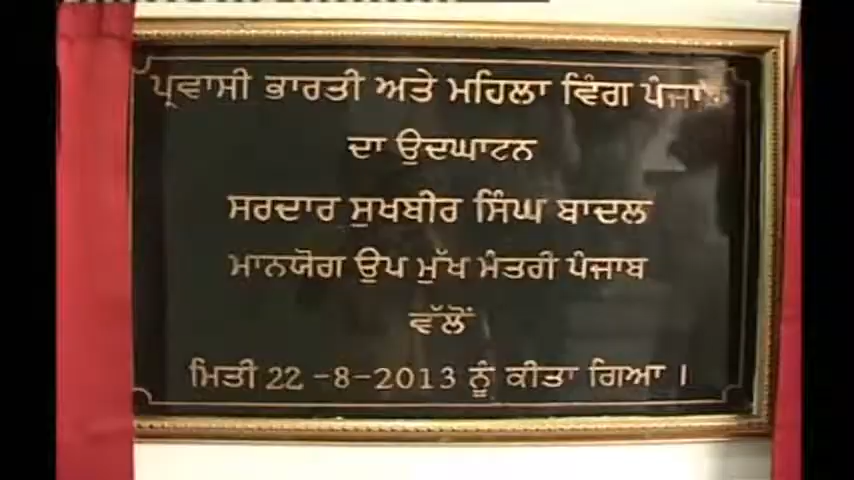 ਪ੍ਰਵਾਸੀ ਭਾਰਤੀ ਅਤੇ ਮਹਿਲਾ ਵਿੰਗ ਪੰਜਾਬ
ਦਾ ਉਦਘਾਟਨ
ਸਰਦਾਰ ਸੁਖਬੀਰ ਸਿੰਘ ਬਾਦਲ
ਮਾਨਯੋਗ ਉਪ ਮੁੱਖ ਮੰਤਰੀ ਪੰਜਾਬ
ਵੱਲੋਂ
ਮਿਤੀ 22-8-2013 ਨੂੰ ਕੀਤਾ ਗਿਆ ।